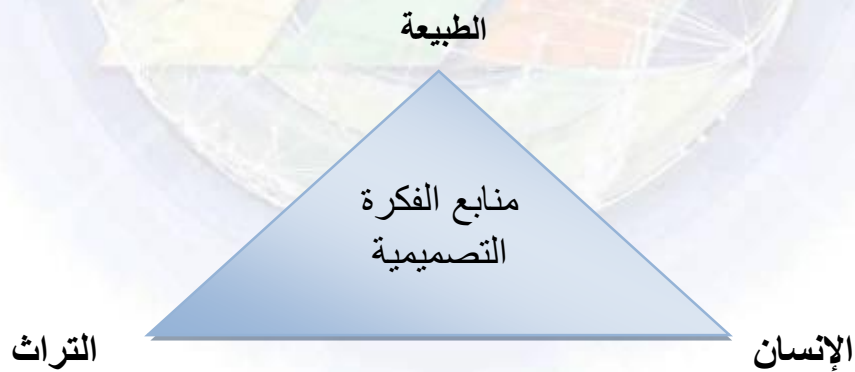 الطبيعة
منابع الفكرة
التصميمية
الإنسان
التراث